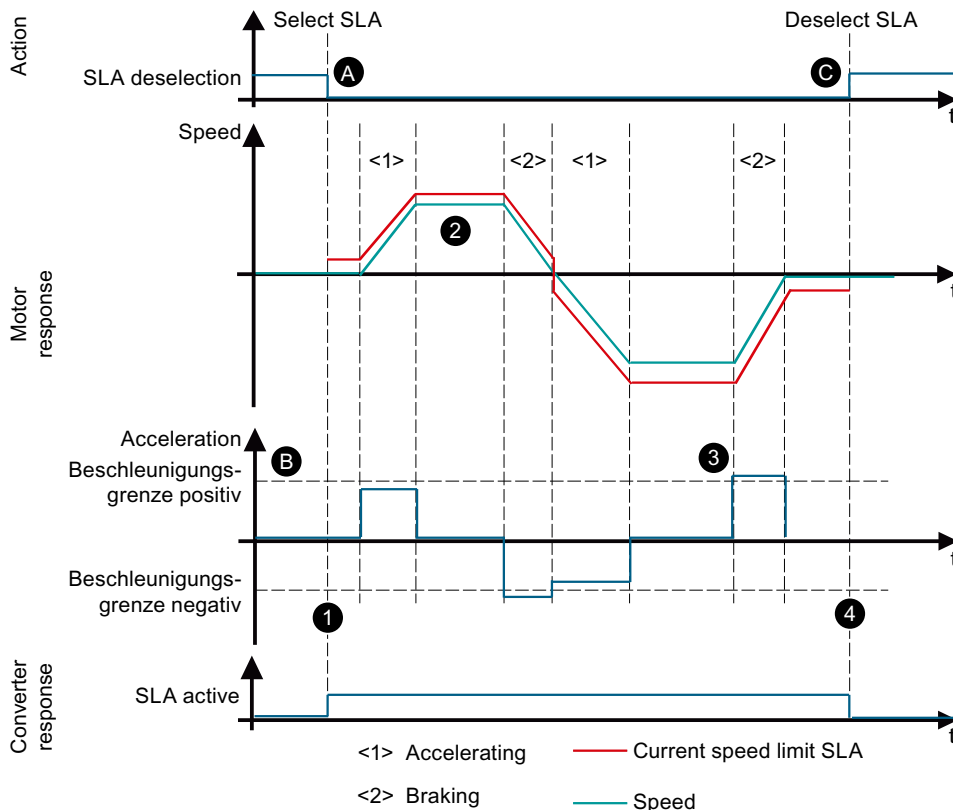 Select SLA
Deselect SLA
Action
SLA deselection
A
C
t
Speed
<1>
<2>
<1>
<2>
2
t
Motor
response
Acceleration
B
3
Beschleunigungs-
grenze positiv
t
Beschleunigungs-
grenze negativ
1
4
Converter
response
SLA active
t
<1> Accelerating
Current speed limit SLA
<2> Braking
Speed